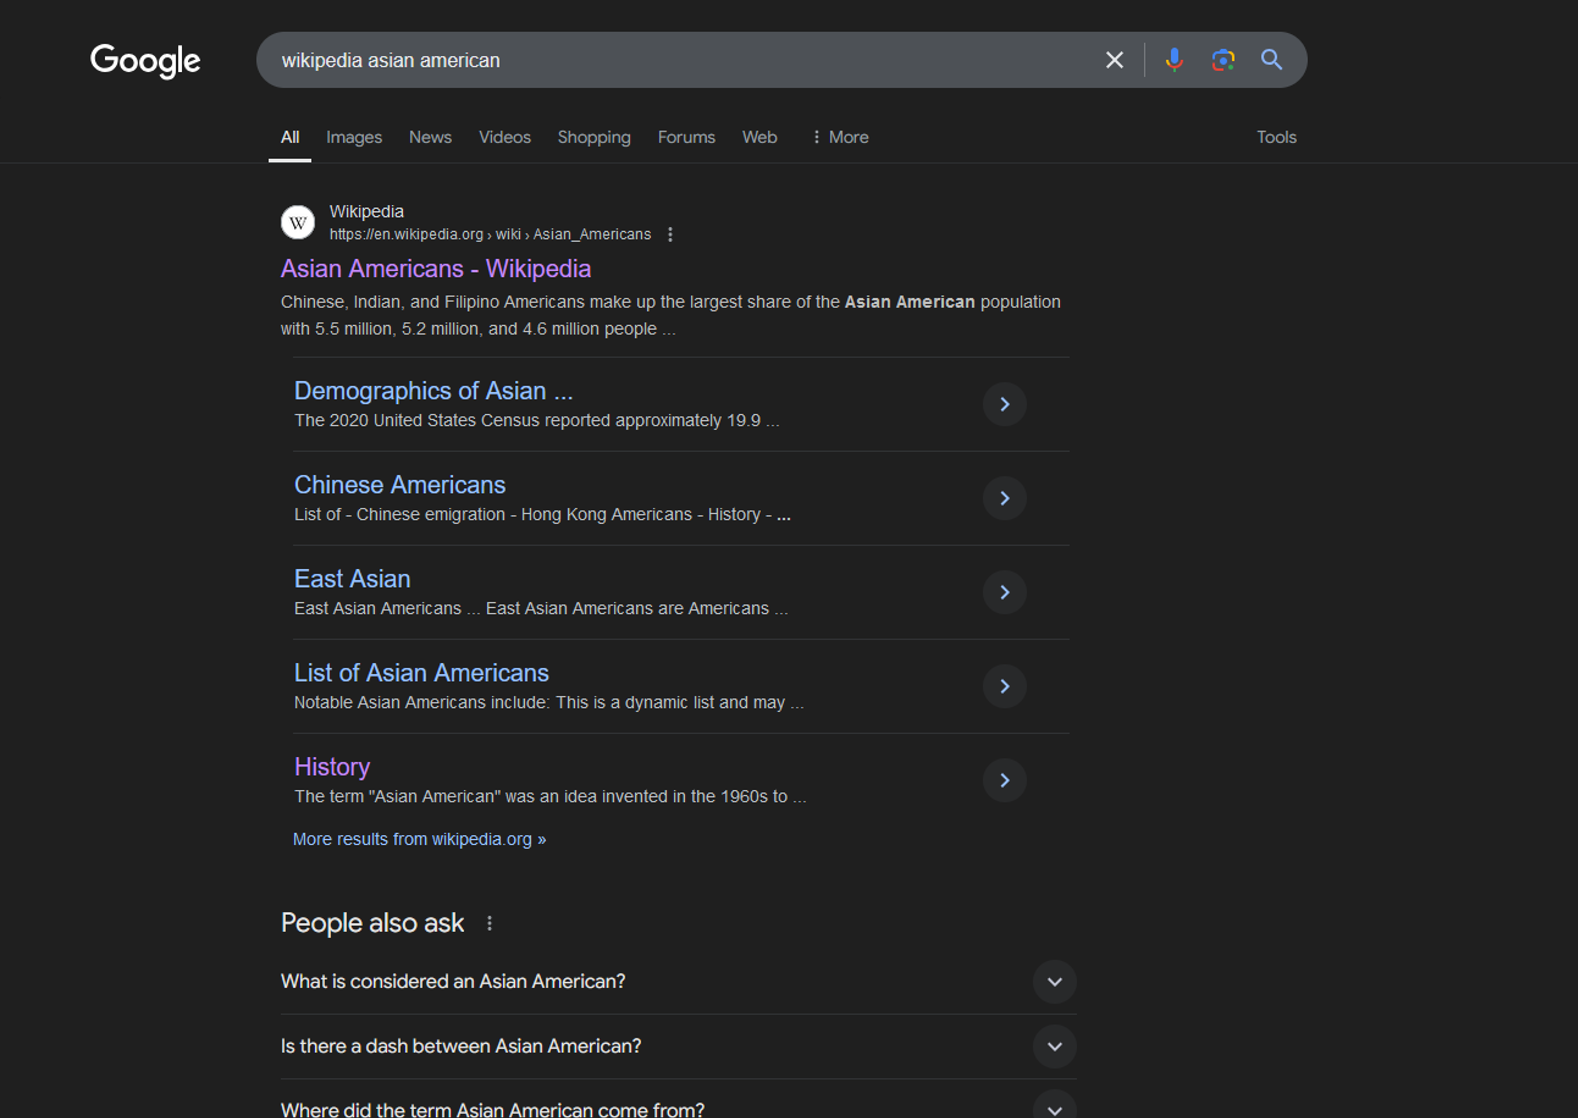 Google
wikipedia asian american
All Images News Videos Shopping Forums Web More Tools
W
Wikipedia
https://en.wikipedia.org › wiki › Asian_Americans
Asian Americans - Wikipedia
Chinese, Indian, and Filipino Americans make up the largest share of the Asian American population
with 5.5 million, 5.2 million, and 4.6 million people ...
Demographics of Asian ...
The 2020 United States Census reported approximately 19.9 ...
Chinese Americans
List of - Chinese emigration - Hong Kong Americans - History - ...
East Asian
East Asian Americans ... East Asian Americans are Americans ...
List of Asian Americans
Notable Asian Americans include: This is a dynamic list and may ...
History
The term "Asian American" was an idea invented in the 1960s to ...
More results from wikipedia.org »
People also ask
What is considered an Asian American?
Is there a dash between Asian American?
Where did the term Asian American come from?